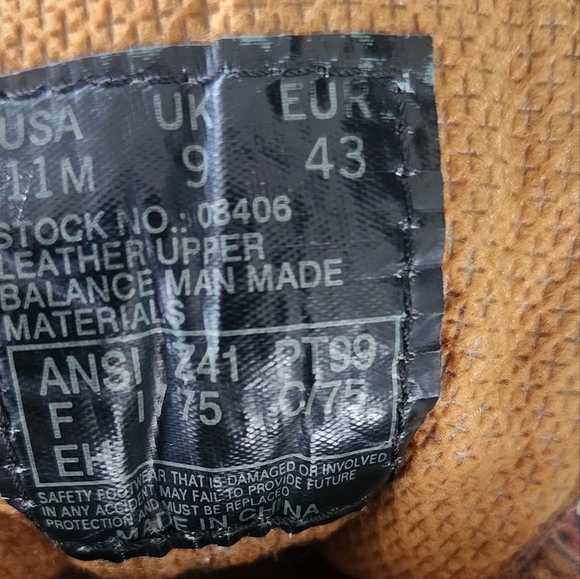 USA UK EUR
11M 9 43
STOCK NO.: 08406
LEATHER UPPER
BALANCE MAN MADE
MATERIALS
ANSI Z41 PT99
F I/75 C/75
EH
SAFETY FOOTWEAR THAT IS DAMAGED OR INVOLVED
IN ANY ACCIDENT MAY FAIL TO PROVIDE FUTURE
PROTECTION AND MUST BE REPLACED
MADE IN CHINA